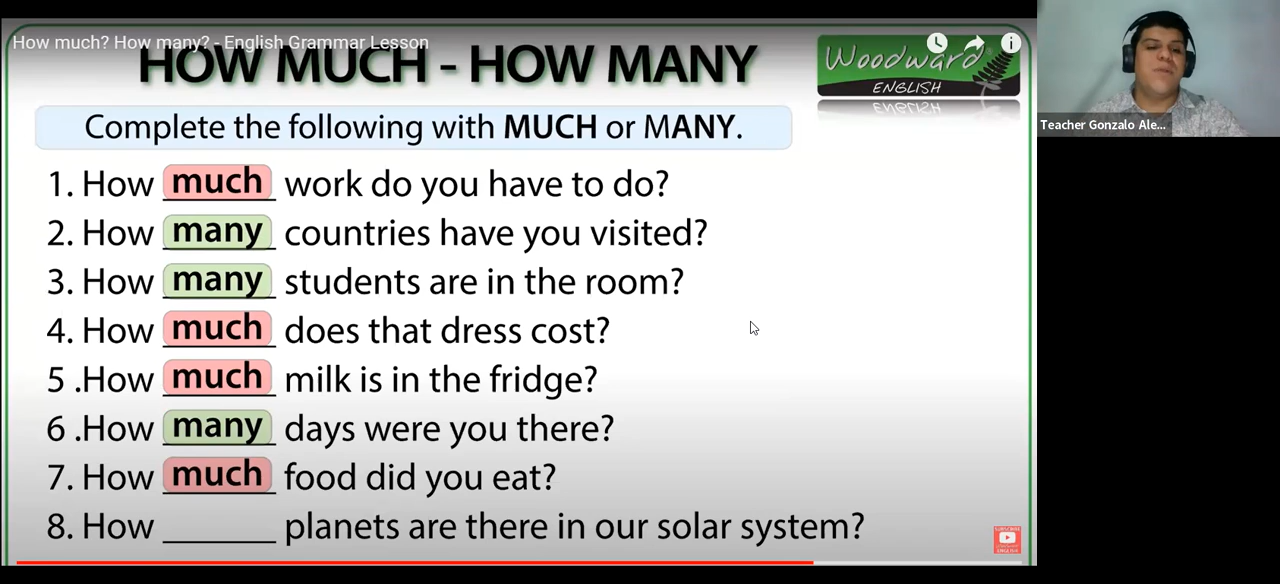 How much? How many? - English Grammar Lesson
HOW MUCH - HOW MANY
Woodward®
ENGLISH
Complete the following with MUCH or MANY.
1. How much work do you have to do?
2. How many countries have you visited?
3. How many students are in the room?
4. How much does that dress cost?
5 .How much milk is in the fridge?
6 .How many days were you there?
7. How much food did you eat?
8. How _______ planets are there in our solar system?
Teacher Gonzalo Ale...
SUBSCRIBE
ENGLISH